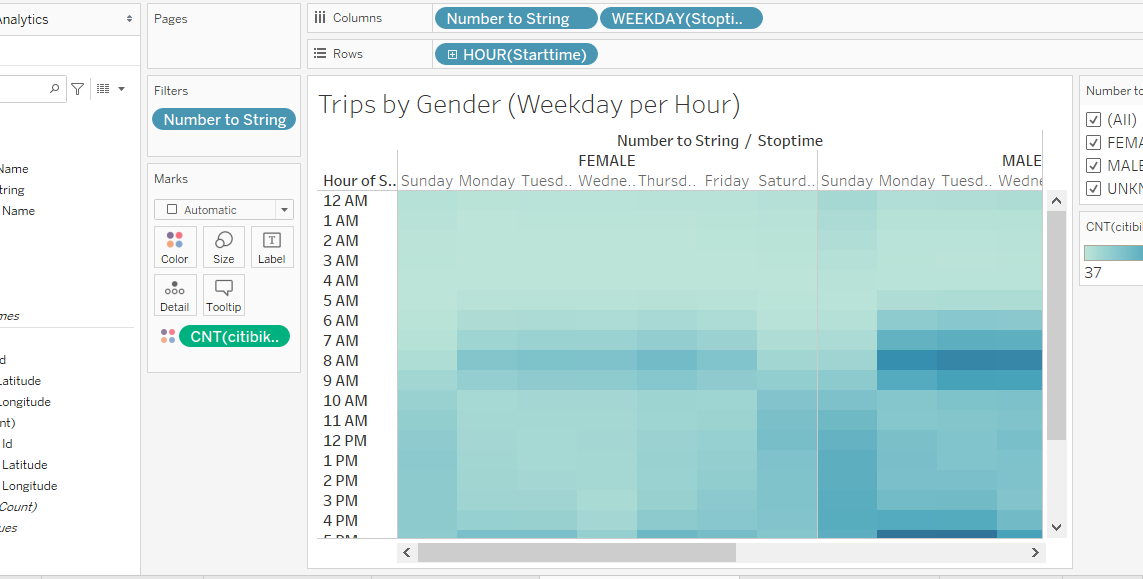 Analytics
Name
tring
Name
mes
d
Latitude
Longitude
nt)
Id
Latitude
Longitude
Count)
ues
Pages
Filters
Number to String
Marks
Automatic
Color
Size
T
Label
Detail
Tooltip
CNT(citibik..
Columns
Number to String
WEEKDAY(Stopti..
Rows
HOUR(Starttime)
Trips by Gender (Weekday per Hour)
Number to String / Stoptime
FEMALE MALE
Hour of S.. Sunday Monday Tuesd.. Wedne.. Thursd.. Friday Saturd.. Sunday Monday Tuesd.. Wedne
12 AM
1 AM
2 AM
3 AM
4 AM
5 AM
6 AM
7 AM
8 AM
9 AM
10 AM
11 AM
12 PM
1 PM
2 PM
3 PM
4 PM
5 PM
Number to
(All)
FEMA
MALE
UNKN
CNT(citibi
37